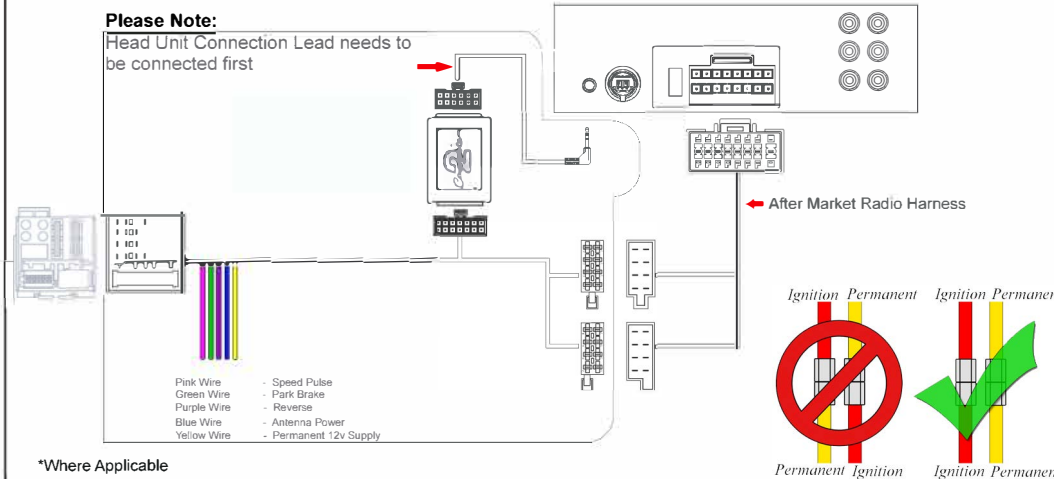 Please Note:
Head Unit Connection Lead needs to
be connected first
After Market Radio Harness
Ignition Permanent Ignition Permanen
Pink Wire - Speed Pulse
Green Wire - Park Brake
Purple Wire - Reverse
Blue Wire - Antenna Power
Yellow Wire - Permanent 12v Supply
*Where Applicable
Permanent Ignition Ignition Permanen